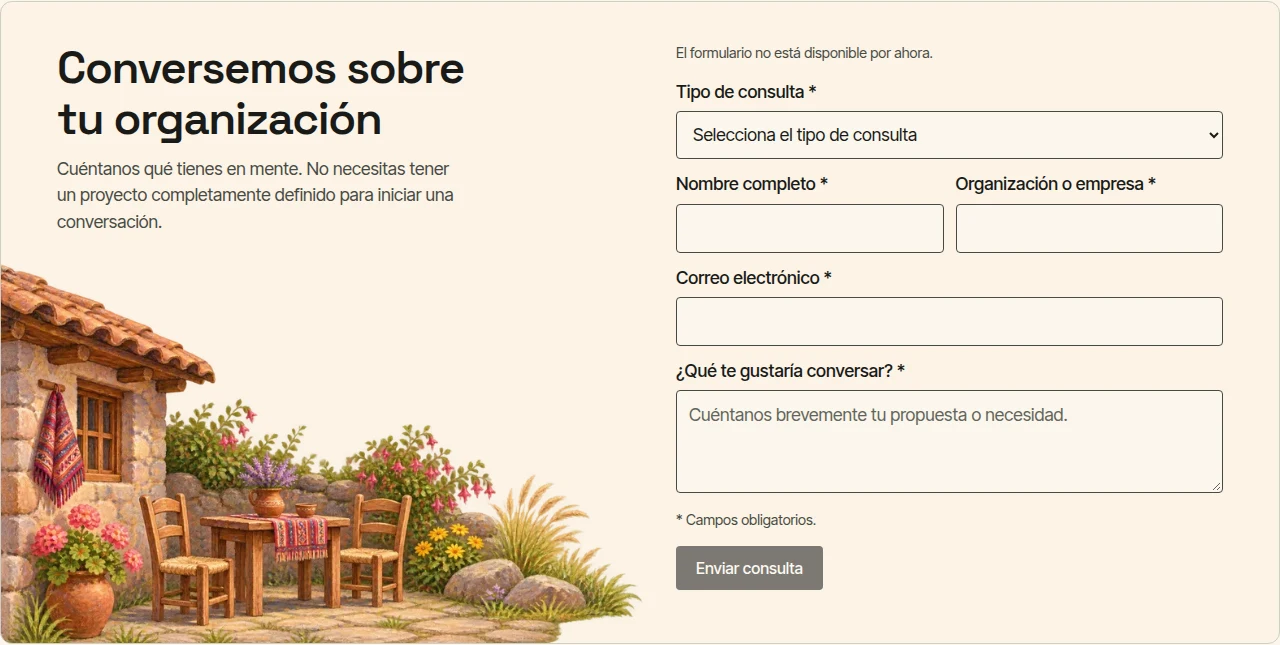 Conversemos sobre
tu organización
Cuéntanos qué tienes en mente. No necesitas tener
un proyecto completamente definido para iniciar una
conversación.
El formulario no está disponible por ahora.
Tipo de consulta *
Selecciona el tipo de consulta
Nombre completo *
Organización o empresa *
Correo electrónico *
¿Qué te gustaría conversar? *
Cuéntanos brevemente tu propuesta o necesidad.
* Campos obligatorios.
Enviar consulta